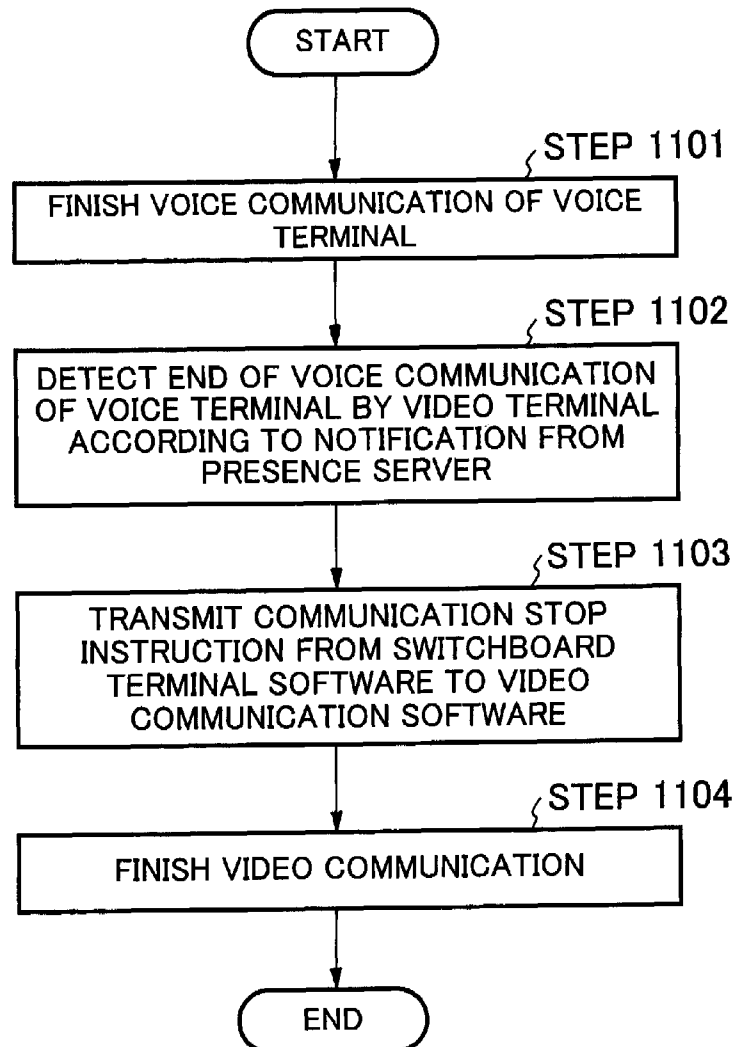 START
STEP 1101
FINISH VOICE COMMUNICATION OF VOICE
TERMINAL
STEP 1102
DETECT END OF VOICE COMMUNICATION
OF VOICE TERMINAL BY VIDEO TERMINAL
ACCORDING TO NOTIFICATION FROM
PRESENCE SERVER
STEP 1103
TRANSMIT COMMUNICATION STOP
INSTRUCTION FROM SWITCHBOARD
TERMINAL SOFTWARE TO VIDEO
COMMUNICATION SOFTWARE
STEP 1104
FINISH VIDEO COMMUNICATION
END